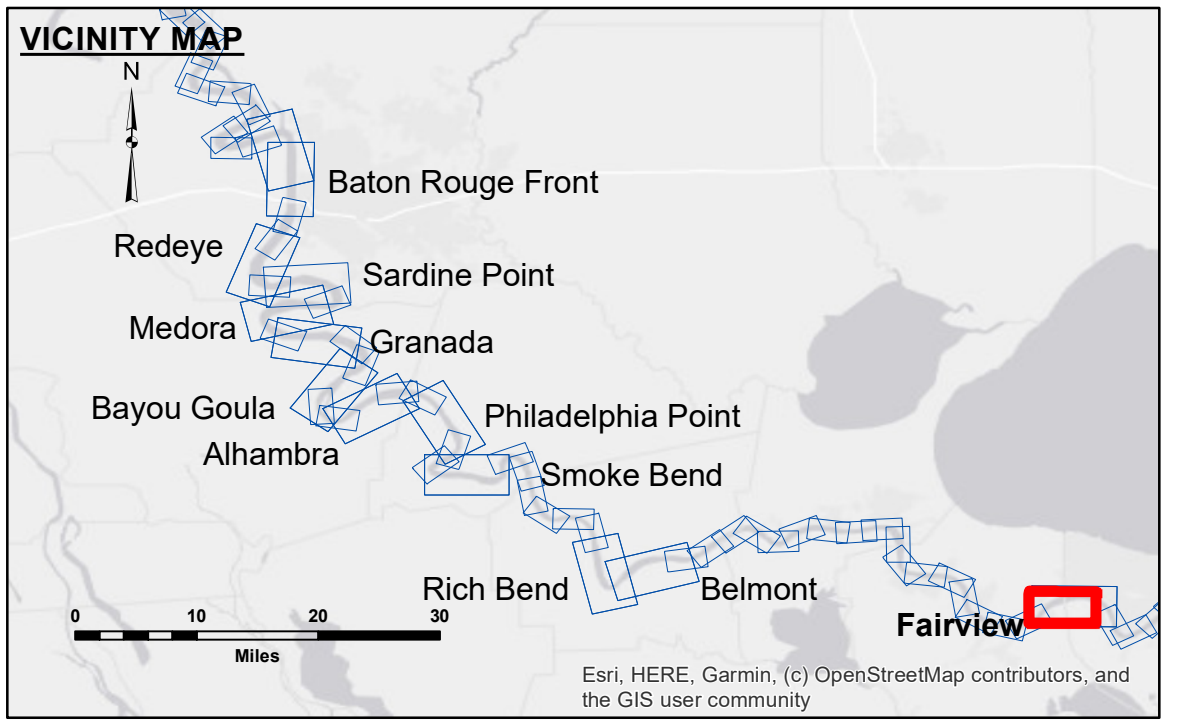 VICINITY MAP
N
Baton Rouge Front
Redeye
Sardine Point
Medora
Granada
Bayou Goula
Philadelphia Point
Alhambra
Smoke Bend
Rich Bend
Belmont
Fairview
0 10 20 30
Miles
Esri, HERE, Garmin, (c) OpenStreetMap contributors, and
the GIS user community